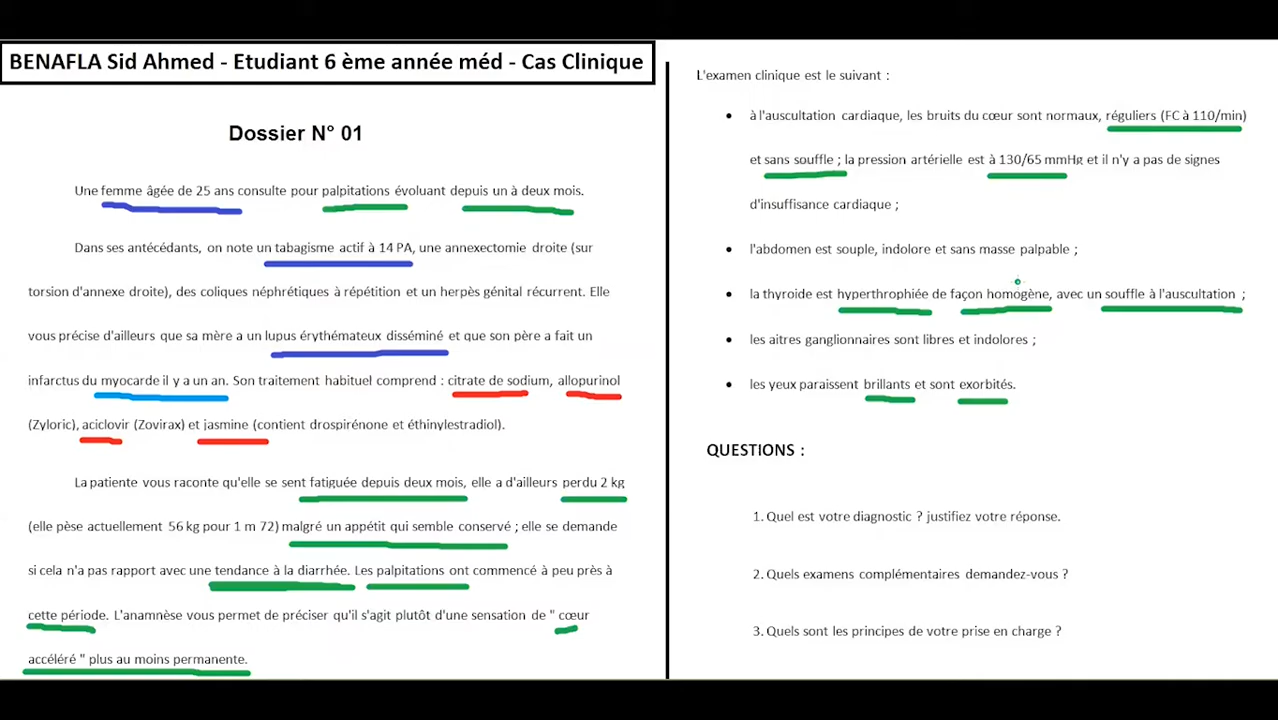 BENAFLA Sid Ahmed - Etudiant 6 ème année méd - Cas Clinique
Dossier N° 01
Une femme âgée de 25 ans consulte pour palpitations évoluant depuis un à deux mois.
Dans ses antécédants, on note un tabagisme actif à 14 PA, une annexectomie droite (sur
torsion d'annexe droite), des coliques néphrétiques à répétition et un herpès génital récurrent. Elle
vous précise d'ailleurs que sa mère a un lupus érythémateux disséminé et que son père a fait un
infarctus du myocarde il y a un an. Son traitement habituel comprend : citrate de sodium, allopurinol
(Zyloric), aciclovir (Zovirax) et jasmine (contient drospirénone et éthinylestradiol).
La patiente vous raconte qu'elle se sent fatiguée depuis deux mois, elle a d'ailleurs perdu 2 kg
(elle pèse actuellement 56 kg pour 1 m 72) malgré un appétit qui semble conservé ; elle se demande
si cela n'a pas rapport avec une tendance à la diarrhée. Les palpitations ont commencé à peu près à
cette période. L'anamnèse vous permet de préciser qu'il s'agit plutôt d'une sensation de " cœur
accéléré " plus au moins permanente.
L'examen clinique est le suivant :
• à l'auscultation cardiaque, les bruits du cœur sont normaux, réguliers (FC à 110/min)
et sans souffle ; la pression artérielle est à 130/65 mmHg et il n'y a pas de signes
d'insuffisance cardiaque ;
• l'abdomen est souple, indolore et sans masse palpable ;
• la thyroide est hyperthrophiée de façon homogène, avec un souffle à l'auscultation ;
• les aitres ganglionnaires sont libres et indolores ;
• les yeux paraissent brillants et sont exorbités.
QUESTIONS :
1. Quel est votre diagnostic ? justifiez votre réponse.
2. Quels examens complémentaires demandez-vous ?
3. Quels sont les principes de votre prise en charge ?